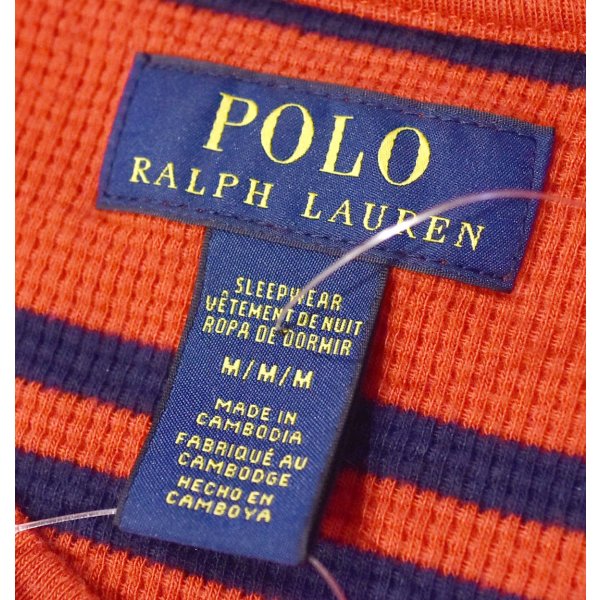 POLO
RALPH LAUREN
SLEEPWEAR
VÊTEMENT DE NUIT
ROPA DE DORMIR
M/M/M
MADE IN
CAMBODIA
FABRIQUÉ AU
CAMBODGE
HECHO EN
CAMBOYA